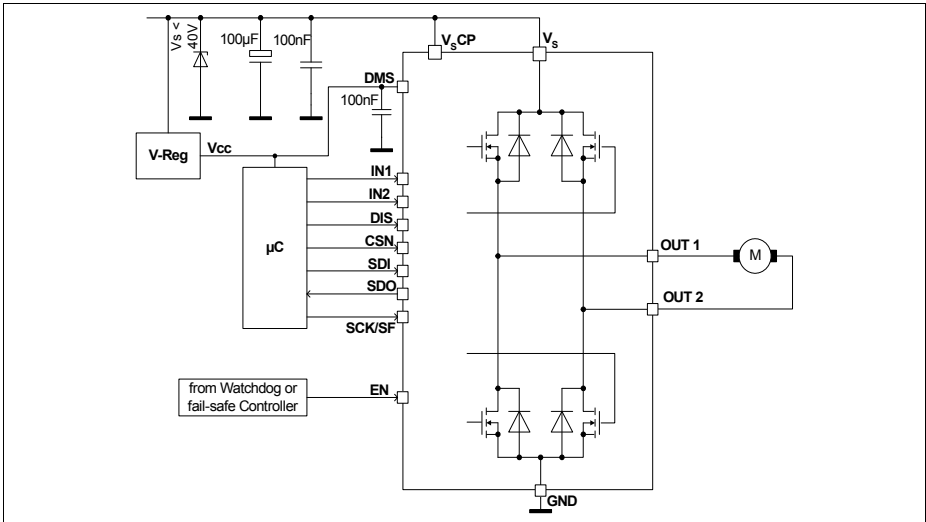 Vs <
40V
100µF
100nF
VSCP
VS
DMS
100nF
V-Reg
Vcc
IN1
IN2
DIS
µC
CSN
SDI
SDO
SCK/SF
OUT 1
M
OUT 2
from Watchdog or
fail-safe Controller
EN
GND